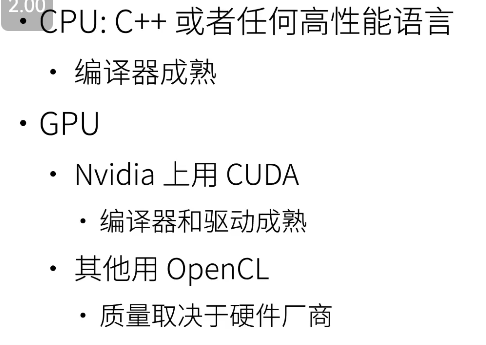 2.00
• CPU: C++ 或者任何高性能语言
• 编译器成熟
• GPU
• Nvidia 上用 CUDA
• 编译器和驱动成熟
• 其他用 OpenCL
• 质量取决于硬件厂商